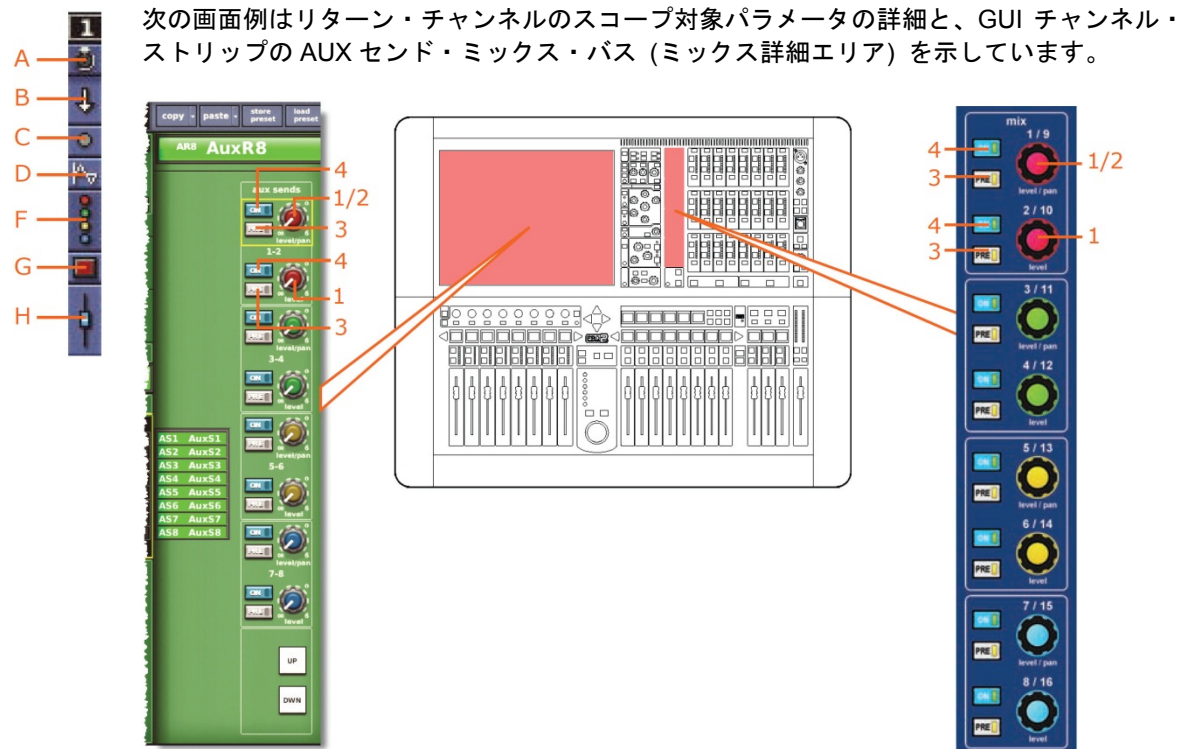 次の画面例はリターン・チャンネルのスコープ対象パラメータの詳細と、GUI チャンネル・
ストリップの AUX センド・ミックス・バス (ミックス詳細エリア) を示しています。
1
A
B
C
D
F
G
H
copy
paste
store preset
load preset
AR8 AuxR8
aux sends
ON
PRE
level/pan
4
1/2
3
1-2
ON
PRE
level
4
1
3
ON
PRE
level/pan
3-4
ON
PRE
level
ON
PRE
level/pan
5-6
ON
PRE
level
ON
PRE
level/pan
7-8
ON
PRE
level
UP
DWN
AS1 AuxS1
AS2 AuxS2
AS3 AuxS3
AS4 AuxS4
AS5 AuxS5
AS6 AuxS6
AS7 AuxS7
AS8 AuxS8
mix
1 / 9
4
ON
1/2
3
PRE
level / pan
2 / 10
4
ON
1
3
PRE
level
3 / 11
ON
PRE
level / pan
4 / 12
ON
PRE
level
5 / 13
ON
PRE
level / pan
6 / 14
ON
PRE
level
7 / 15
ON
PRE
level / pan
8 / 16
ON
PRE
level